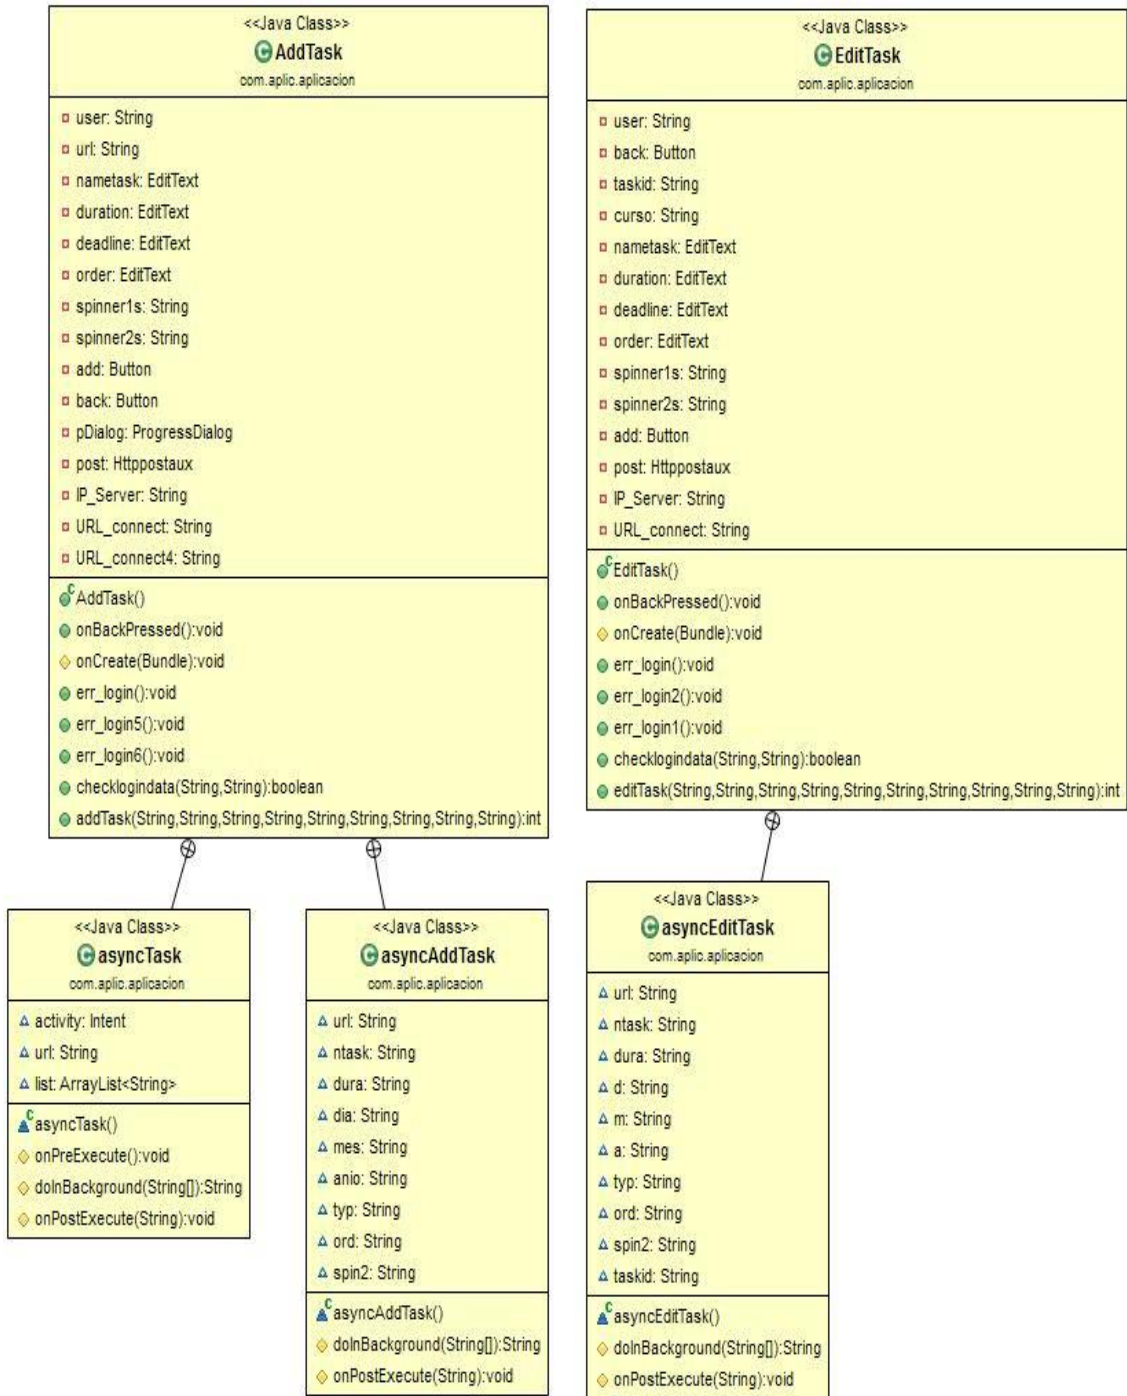 <<Java Class>>
AddTask
com.aplic.aplicacion
user: String
url: String
nametask: EditText
duration: EditText
deadline: EditText
order: EditText
spinner1s: String
spinner2s: String
add: Button
back: Button
pDialog: ProgressDialog
post: Httppostaux
IP_Server: String
URL_connect: String
URL_connect4: String
AddTask()
onBackPressed():void
onCreate(Bundle):void
err_login():void
err_login5():void
err_login6():void
checklogindata(String,String):boolean
addTask(String,String,String,String,String,String,String,String,String):int
<<Java Class>>
EditTask
com.aplic.aplicacion
user: String
back: Button
taskid: String
curso: String
nametask: EditText
duration: EditText
deadline: EditText
order: EditText
spinner1s: String
spinner2s: String
add: Button
post: Httppostaux
IP_Server: String
URL_connect: String
EditTask()
onBackPressed():void
onCreate(Bundle):void
err_login():void
err_login2():void
err_login1():void
checklogindata(String,String):boolean
editTask(String,String,String,String,String,String,String,String,String,String):int
<<Java Class>>
asyncTask
com.aplic.aplicacion
activity: Intent
url: String
list: ArrayList<String>
asyncTask()
onPreExecute():void
doInBackground(String[]):String
onPostExecute(String):void
<<Java Class>>
asyncAddTask
com.aplic.aplicacion
url: String
ntask: String
dura: String
dia: String
mes: String
anio: String
typ: String
ord: String
spin2: String
asyncAddTask()
doInBackground(String[]):String
onPostExecute(String):void
<<Java Class>>
asyncEditTask
com.aplic.aplicacion
url: String
ntask: String
dura: String
d: String
m: String
a: String
typ: String
ord: String
spin2: String
taskid: String
asyncEditTask()
doInBackground(String[]):String
onPostExecute(String):void